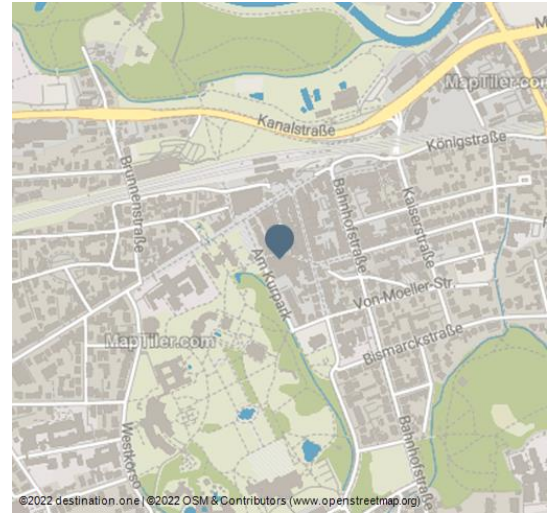 MapTiler.com
Kanalstraße
Königstraße
Brunnenstraße
Bahnhofstraße
Kaiserstraße
Am Kurpark
Von-Moeller-Str.
MapTiler.com
Bismarckstraße
Westkorso
Bahnhofstraße
©2022 destination.one | ©2022 OSM & Contributors (www.openstreetmap.org)